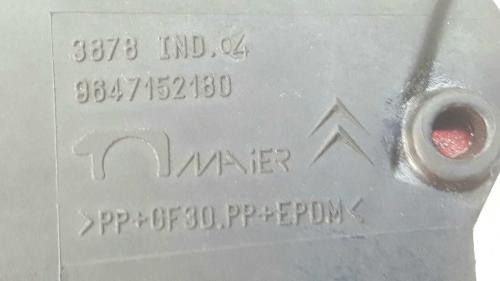 3878 IND.04
9647152180
MAiER
>PP+GF30.PP+EPDM<